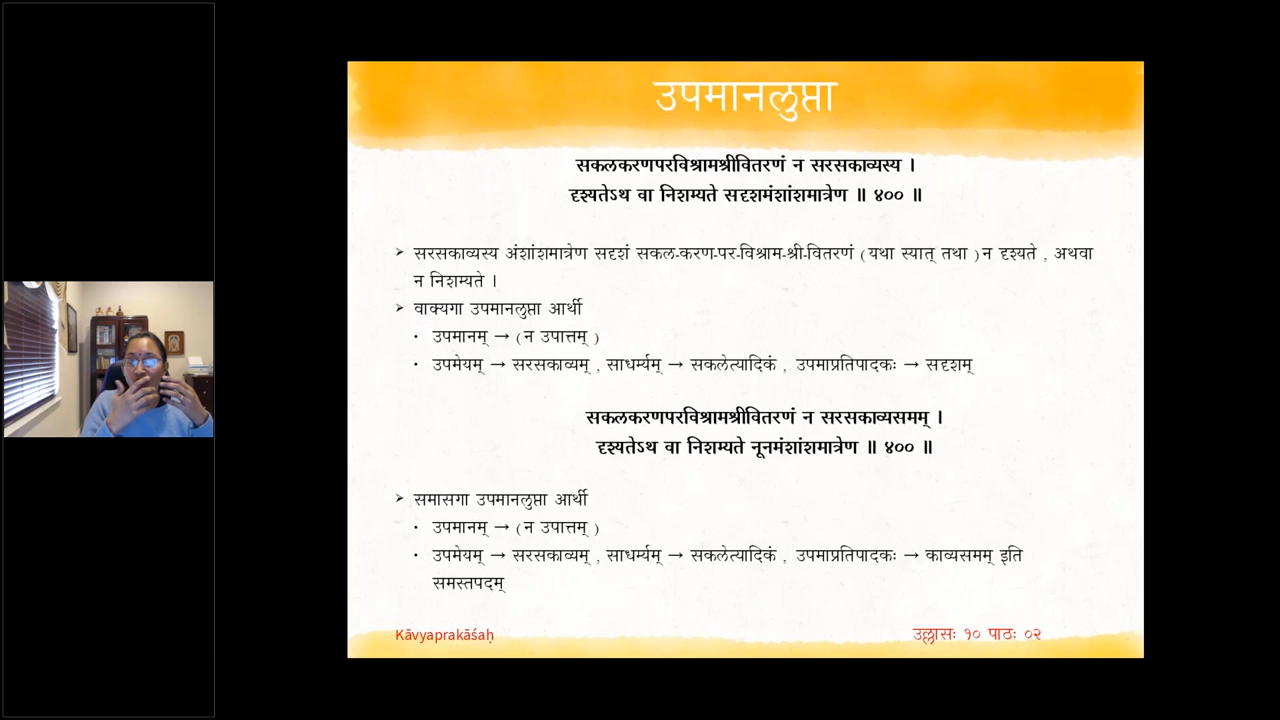 उपमानलुप्ता
सकलकरणपरविश्रामश्रीवितरणं न सरसकाव्यस्य ।
दृश्यतेऽथ वा निशम्यते सदृशमंशांशमात्रेण ॥ ४०० ॥
➢ सरसकाव्यस्य अंशांशमात्रेण सदृशं सकल-करण-पर-विश्राम-श्री-वितरणं ( यथा स्यात् तथा ) न दृश्यते , अथवा
न निशम्यते ।
➢ वाक्यगा उपमानलुप्ता आर्थी
• उपमानम् → ( न उपात्तम् )
• उपमेयम् → सरसकाव्यम् , साधर्म्यम् → सकलेत्यादिकं , उपमाप्रतिपादकः → सदृशम्
सकलकरणपरविश्रामश्रीवितरणं न सरसकाव्यसमम् ।
दृश्यतेऽथ वा निशम्यते नूनमंशांशमात्रेण ॥ ४०० ॥
➢ समासगा उपमानलुप्ता आर्थी
• उपमानम् → ( न उपात्तम् )
• उपमेयम् → सरसकाव्यम् , साधर्म्यम् → सकलेत्यादिकं , उपमाप्रतिपादकः → काव्यसमम् इति
समस्तपदम्
Kāvyaprakāśaḥ उल्लासः १० पाठः ०२